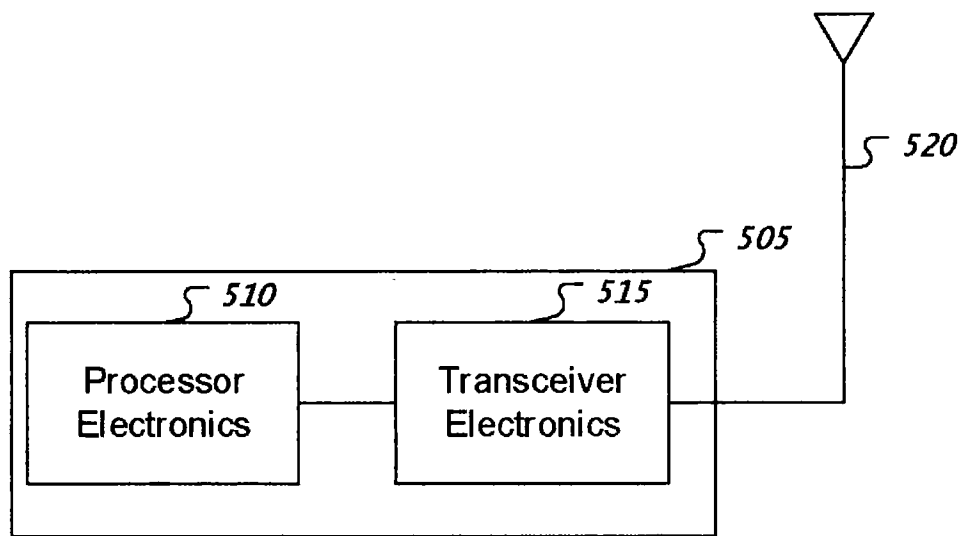 520
505
510
515
Processor
Electronics
Transceiver
Electronics